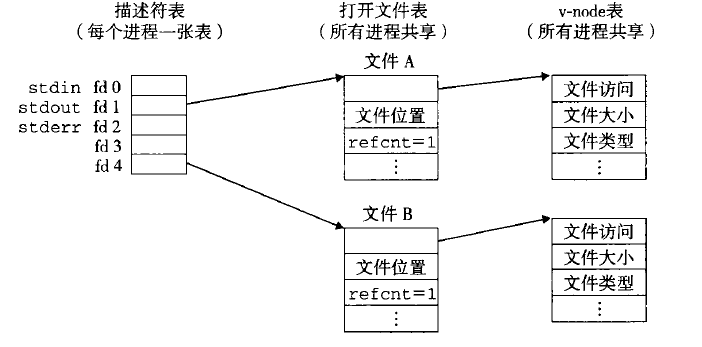 描述符表
（每个进程一张表）
打开文件表
（所有进程共享）
v-node表
（所有进程共享）
stdin fd 0
stdout fd 1
stderr fd 2
fd 3
fd 4
文件 A
文件位置
refcnt=1
⋮
文件访问
文件大小
文件类型
⋮
文件 B
文件位置
refcnt=1
⋮
文件访问
文件大小
文件类型
⋮